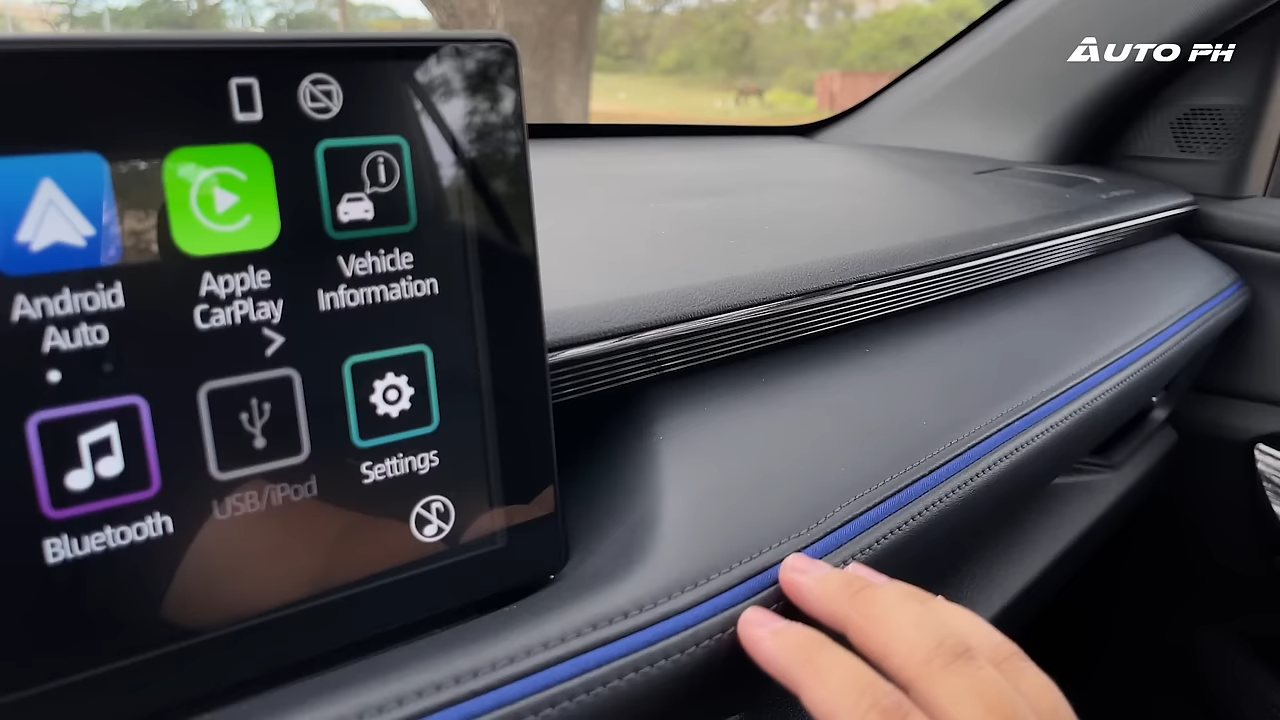 AUTO PH
Android
Auto
Apple
CarPlay
Vehicle
Information
Bluetooth
USB/iPod
Settings